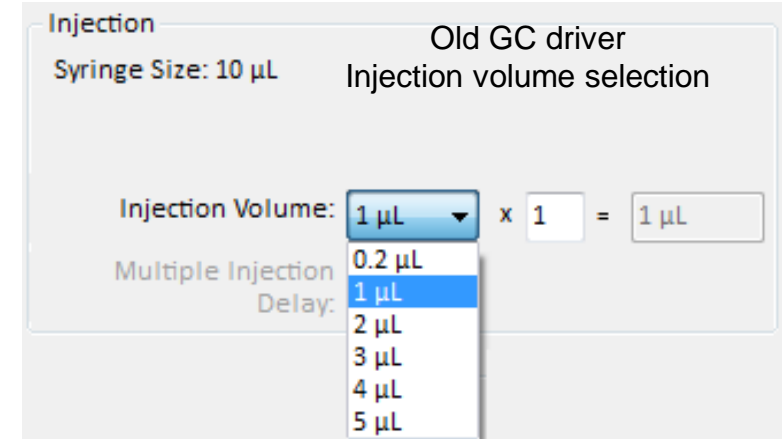 Injection
Old GC driver
Syringe Size: 10 µL
Injection volume selection
Injection Volume: 1 µL x 1 = 1 µL
0.2 µL
Multiple Injection
Delay:
1 µL
2 µL
3 µL
4 µL
5 µL